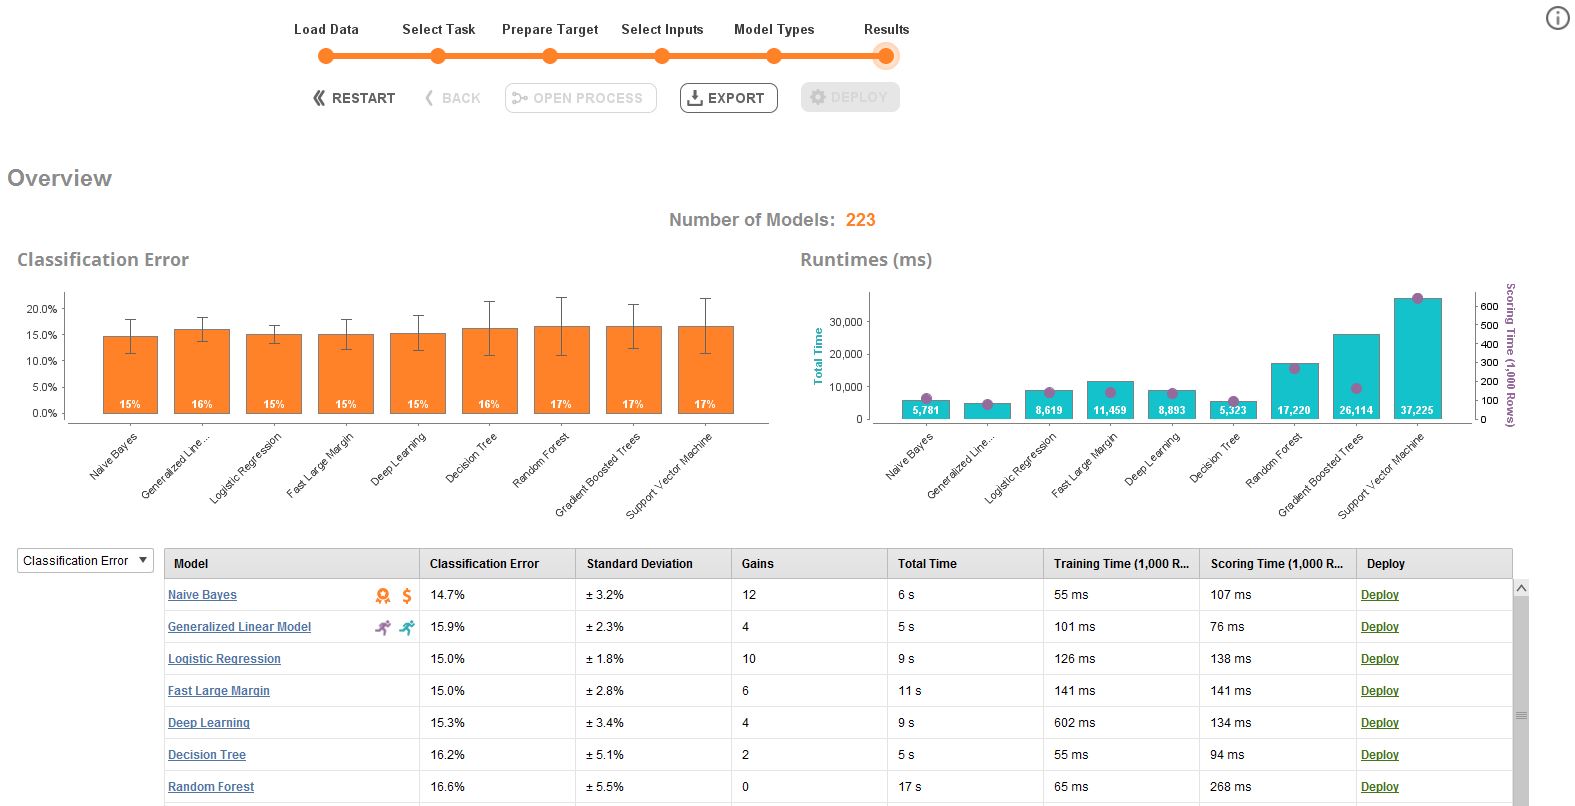 Load Data Select Task Prepare Target Select Inputs Model Types Results
RESTART BACK OPEN PROCESS EXPORT DEPLOY
Overview
Number of Models: 223
Classification Error
20.0%
15.0%
10.0%
5.0%
0.0%
15% 16% 15% 15% 15% 16% 17% 17% 17%
Naive Bayes
Generalized Line...
Logistic Regression
Fast Large Margin
Deep Learning
Decision Tree
Random Forest
Gradient Boosted Trees
Support Vector Machine
Runtimes (ms)
Total Time
30,000
20,000
10,000
0
5,781 8,619 11,459 8,893 5,323 17,220 26,114 37,225
600
500
400
300
200
100
0
Scoring Time (1,000 Rows)
Naive Bayes
Generalized Line...
Logistic Regression
Fast Large Margin
Deep Learning
Decision Tree
Random Forest
Gradient Boosted Trees
Support Vector Machine
Classification Error
Model Classification Error Standard Deviation Gains Total Time Training Time (1,000 R... Scoring Time (1,000 R... Deploy
Naive Bayes $ 14.7% ± 3.2% 12 6 s 55 ms 107 ms Deploy
Generalized Linear Model 15.9% ± 2.3% 4 5 s 101 ms 76 ms Deploy
Logistic Regression 15.0% ± 1.8% 10 9 s 126 ms 138 ms Deploy
Fast Large Margin 15.0% ± 2.8% 6 11 s 141 ms 141 ms Deploy
Deep Learning 15.3% ± 3.4% 4 9 s 602 ms 134 ms Deploy
Decision Tree 16.2% ± 5.1% 2 5 s 55 ms 94 ms Deploy
Random Forest 16.6% ± 5.5% 0 17 s 65 ms 268 ms Deploy